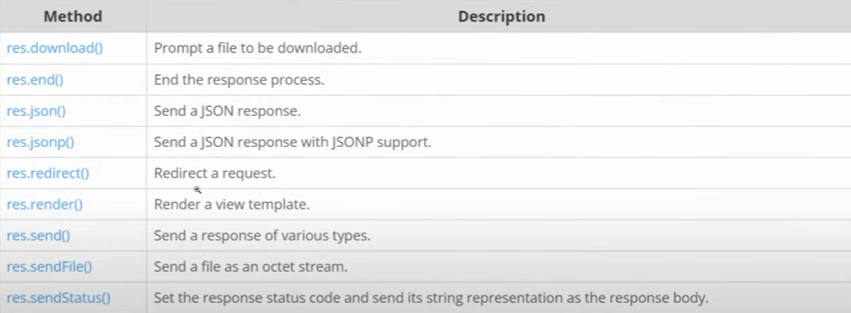 Method Description
res.download() Prompt a file to be downloaded.
res.end() End the response process.
res.json() Send a JSON response.
res.jsonp() Send a JSON response with JSONP support.
res.redirect() Redirect a request.
res.render() Render a view template.
res.send() Send a response of various types.
res.sendFile() Send a file as an octet stream.
res.sendStatus() Set the response status code and send its string representation as the response body.